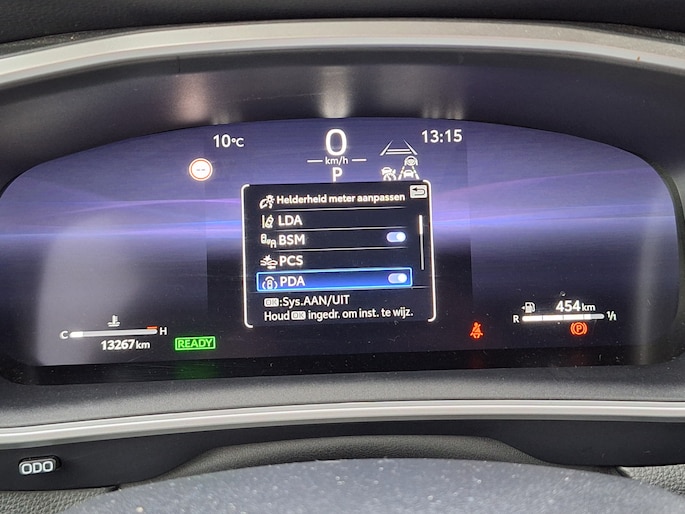 10°C
0
13:15
km/h
P
Helderheid meter aanpassen
LDA
BSM
PCS
PDA
OK:Sys.AAN/UIT
Houd OK ingedr. om inst. te wijz.
C H
13267 km
READY
454 km
R 1/1
(P)
ODO